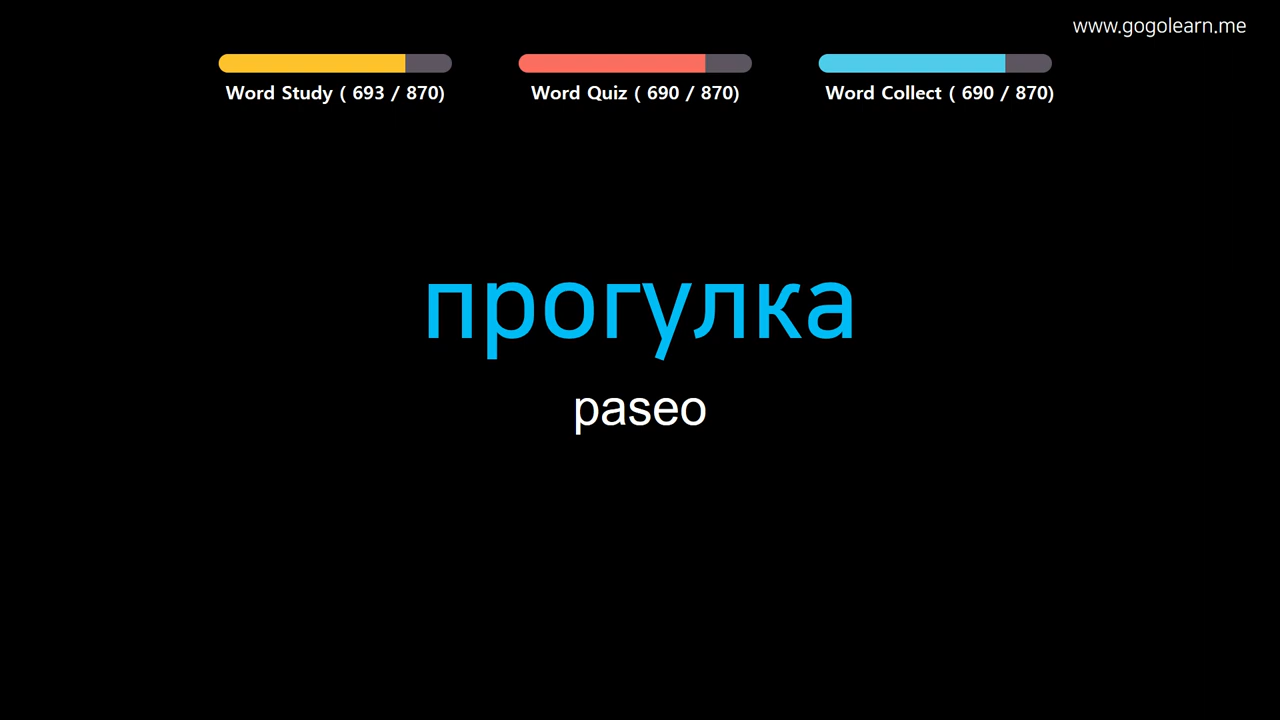 www.gogolearn.me
Word Study ( 693 / 870)
Word Quiz ( 690 / 870)
Word Collect ( 690 / 870)
прогулка
paseo